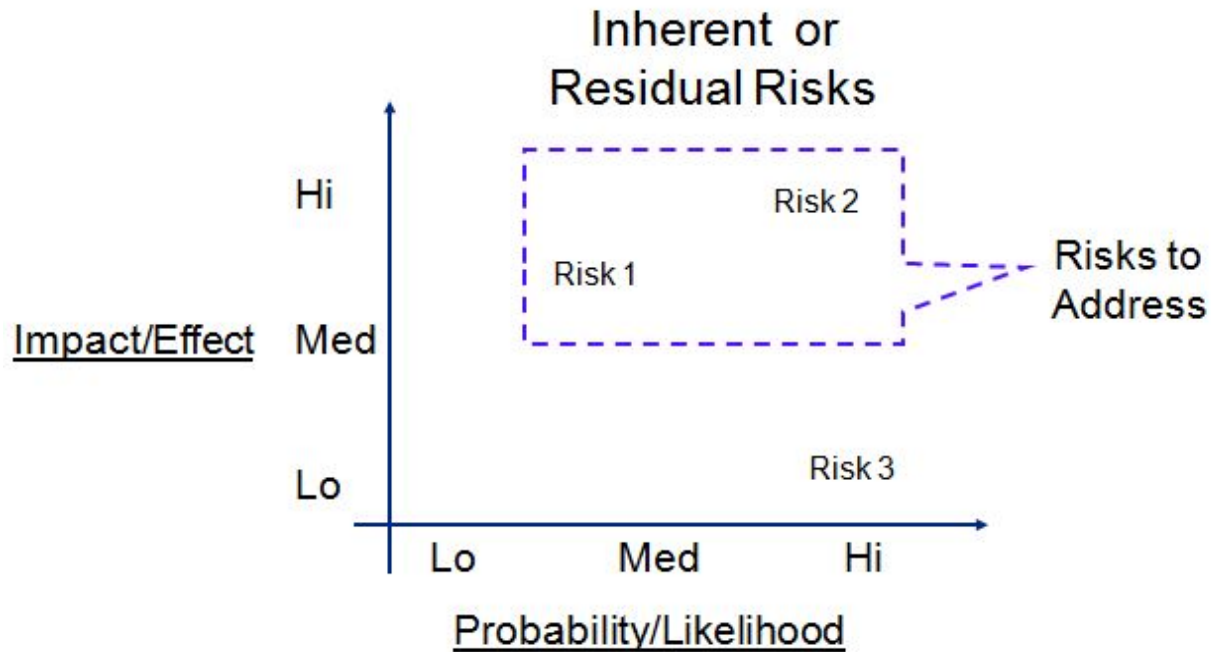 Inherent or
Residual Risks
Hi
Risk 2
Risk 1
Risks to
Address
Impact/Effect
Med
Lo
Risk 3
Lo
Med
Hi
Probability/Likelihood